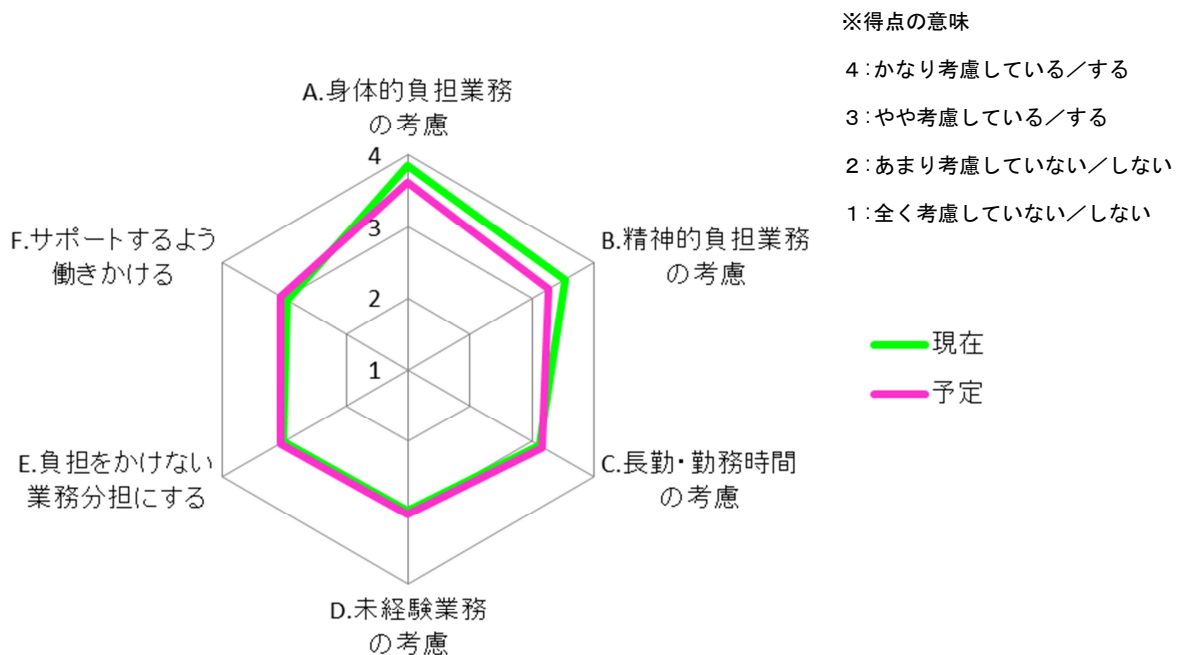 ※得点の意味
4：かなり考慮している／する
3：やや考慮している／する
2：あまり考慮していない／しない
1：全く考慮していない／しない
A.身体的負担業務
の考慮
4
3
2
1
B.精神的負担業務
の考慮
C.長勤・勤務時間
の考慮
D.未経験業務
の考慮
E.負担をかけない
業務分担にする
F.サポートするよう
働きかける
現在
予定